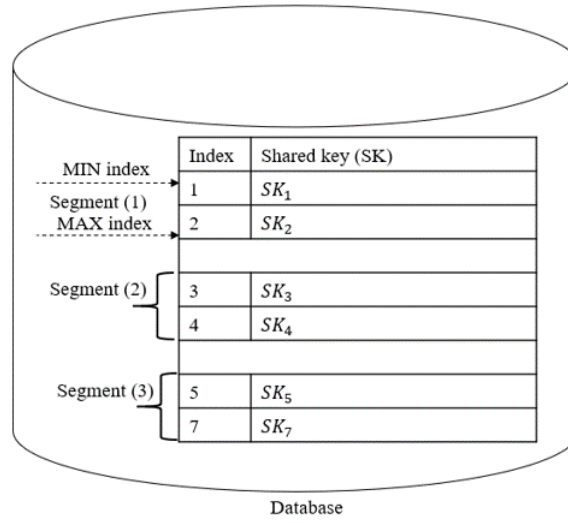 Index Shared key (SK)
MIN index
1 SK₁
Segment (1)
MAX index
2 SK₂
Segment (2)
3 SK₃
4 SK₄
Segment (3)
5 SK₅
7 SK₇
Database